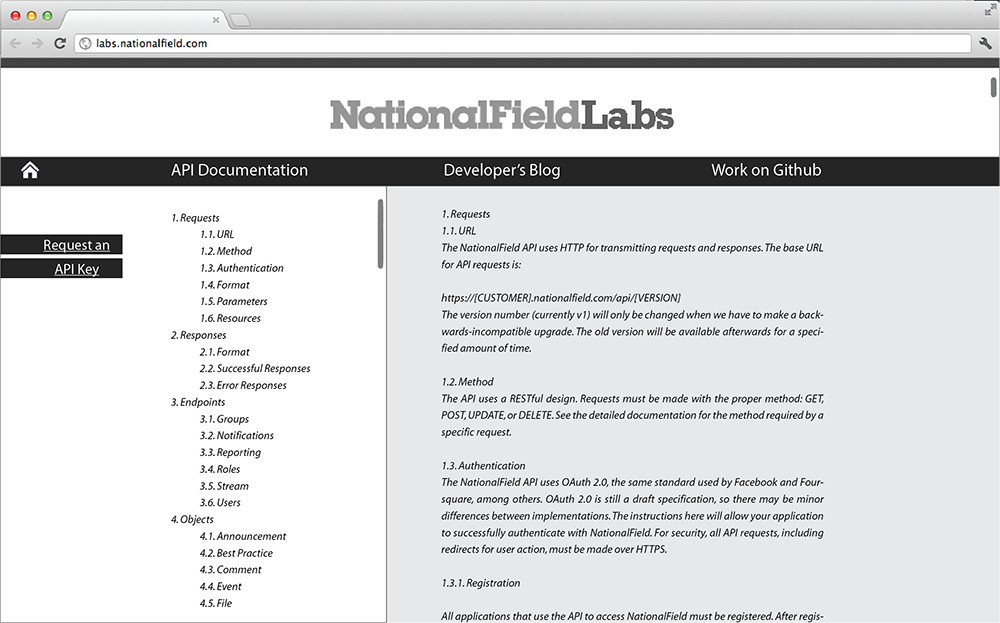 labs.nationalfield.com
NationalFieldLabs
API Documentation
Developer's Blog
Work on Github
Request an
API Key
1. Requests
1.1. URL
1.2. Method
1.3. Authentication
1.4. Format
1.5. Parameters
1.6. Resources
2. Responses
2.1. Format
2.2. Successful Responses
2.3. Error Responses
3. Endpoints
3.1. Groups
3.2. Notifications
3.3. Reporting
3.4. Roles
3.5. Stream
3.6. Users
4. Objects
4.1. Announcement
4.2. Best Practice
4.3. Comment
4.4. Event
4.5. File
1. Requests
1.1. URL
The NationalField API uses HTTP for transmitting requests and responses. The base URL
for API requests is:
https://[CUSTOMER].nationalfield.com/api/[VERSION]
The version number (currently v1) will only be changed when we have to make a back-
wards-incompatible upgrade. The old version will be available afterwards for a speci-
fied amount of time.
1.2. Method
The API uses a RESTful design. Requests must be made with the proper method: GET,
POST, UPDATE, or DELETE. See the detailed documentation for the method required by a
specific request.
1.3. Authentication
The NationalField API uses OAuth 2.0, the same standard used by Facebook and Four-
square, among others. OAuth 2.0 is still a draft specification, so there may be minor
differences between implementations. The instructions here will allow your application
to successfully authenticate with NationalField. For security, all API requests, including
redirects for user action, must be made over HTTPS.
1.3.1. Registration
All applications that use the API to access NationalField must be registered. After regis-